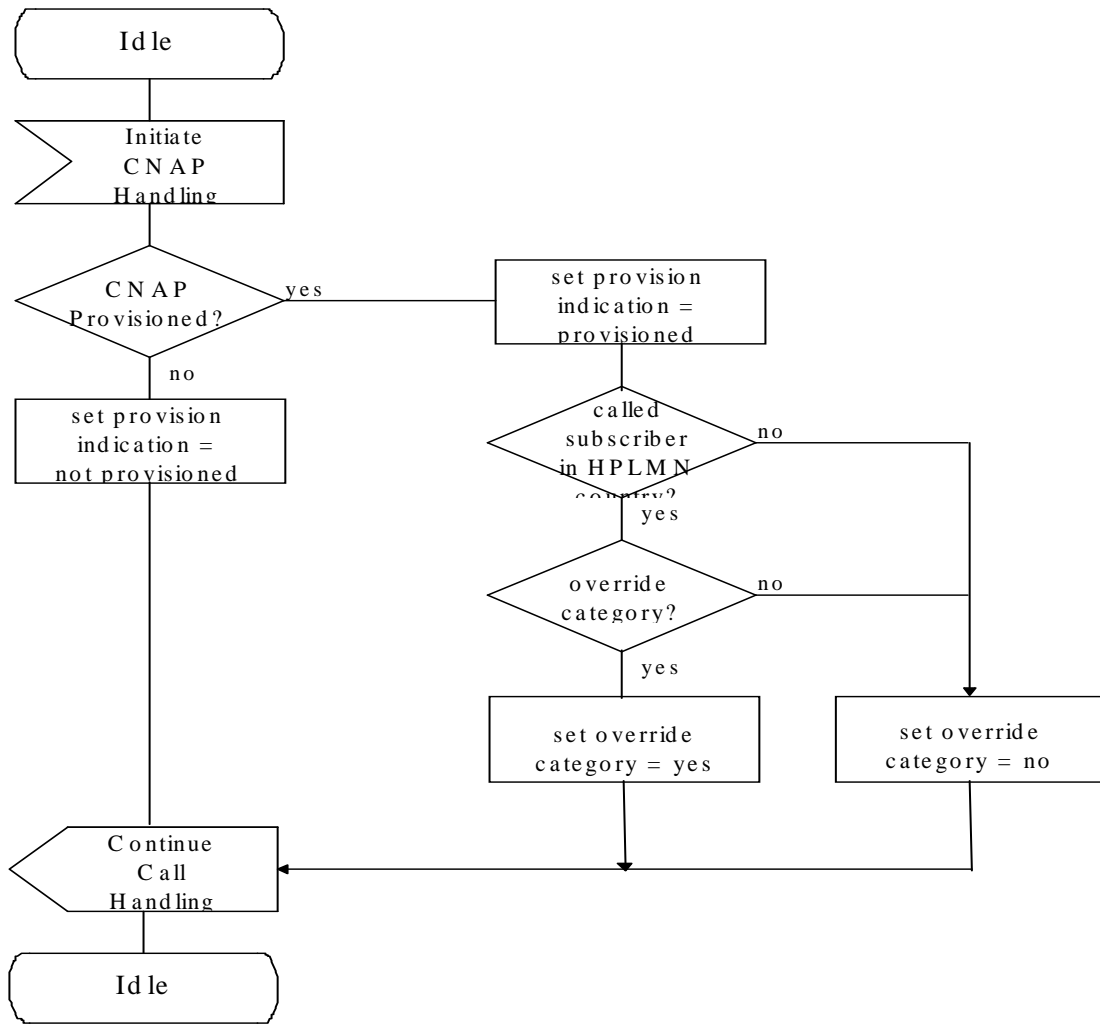 Idle
Initiate
CNAP
Handling
CNAP
Provisioned?
yes
no
set provision
indication =
not provisioned
set provision
indication =
provisioned
called
subscriber
in HPLMN
country?
no
yes
override
category?
no
yes
set override
category = yes
set override
category = no
Continue
Call
Handling
Idle